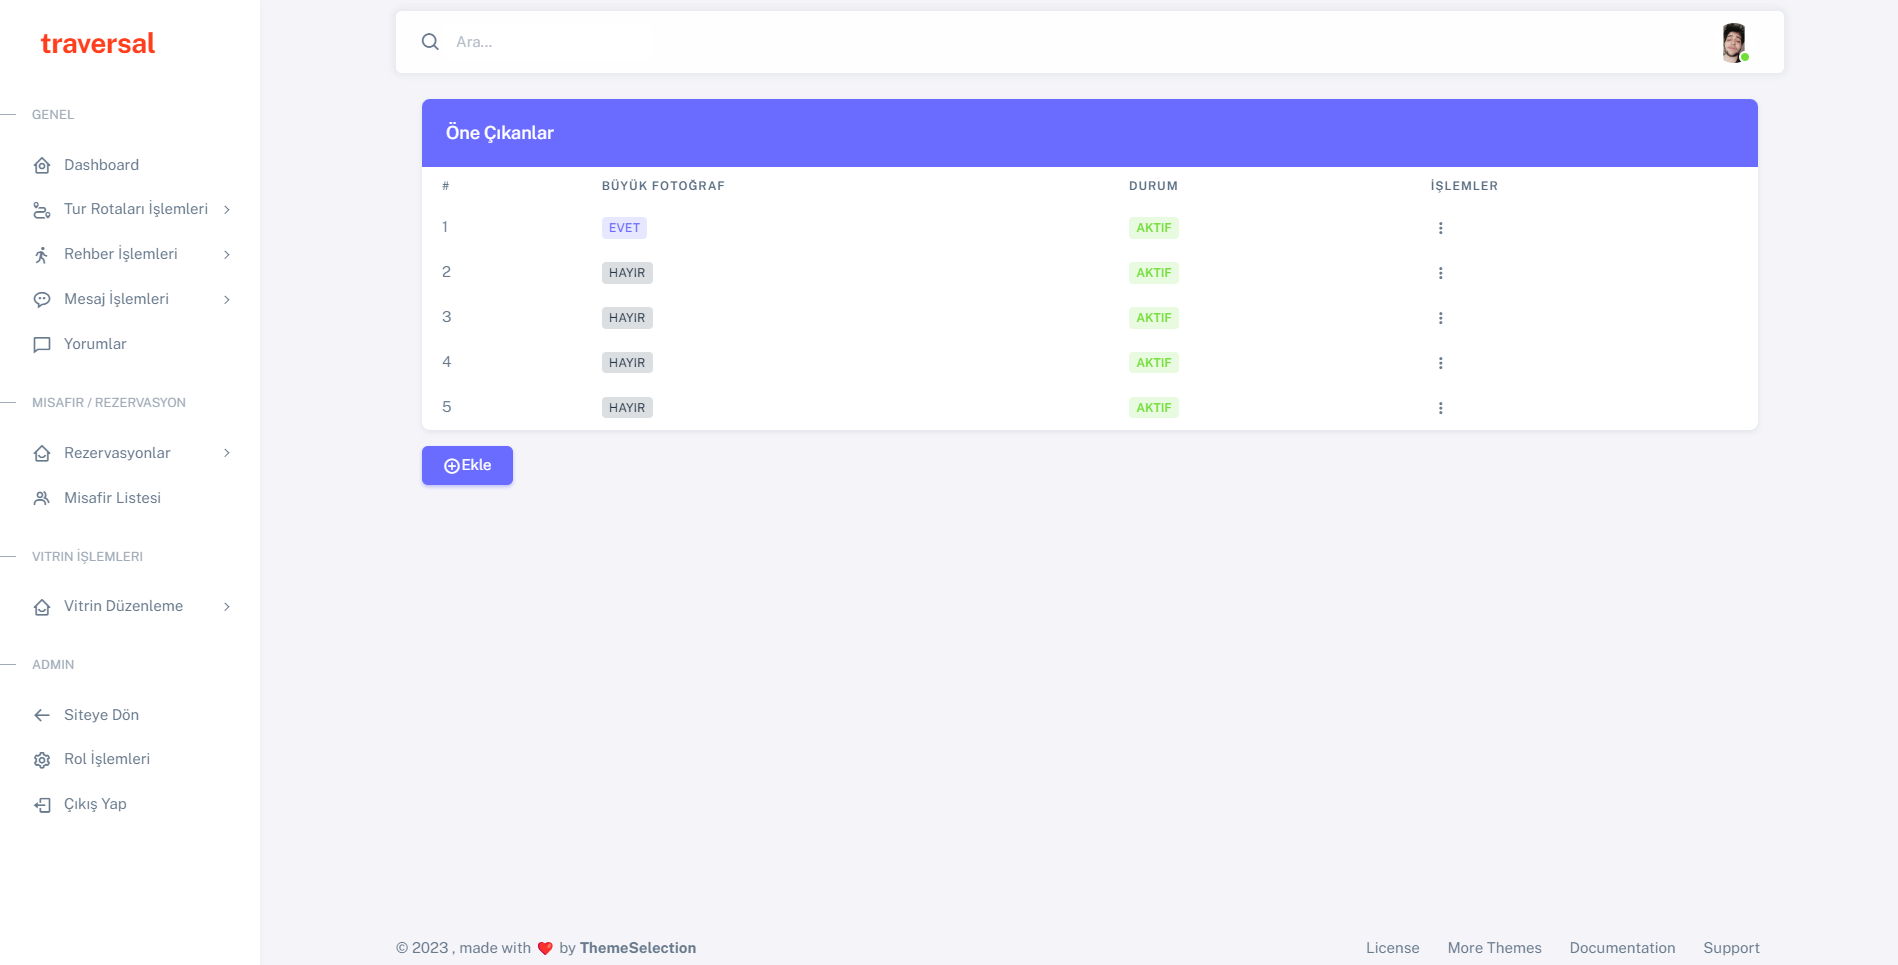 traversal
GENEL
Dashboard
Tur Rotaları İşlemleri
Rehber İşlemleri
Mesaj İşlemleri
Yorumlar
MISAFIR / REZERVASYON
Rezervasyonlar
Misafir Listesi
VITRIN İŞLEMLERI
Vitrin Düzenleme
ADMIN
Siteye Dön
Rol İşlemleri
Çıkış Yap
Ara...
Öne Çıkanlar
# BÜYÜK FOTOĞRAF DURUM İŞLEMLER
1 EVET AKTIF
2 HAYIR AKTIF
3 HAYIR AKTIF
4 HAYIR AKTIF
5 HAYIR AKTIF
Ekle
© 2023 , made with ❤️ by ThemeSelection
License More Themes Documentation Support